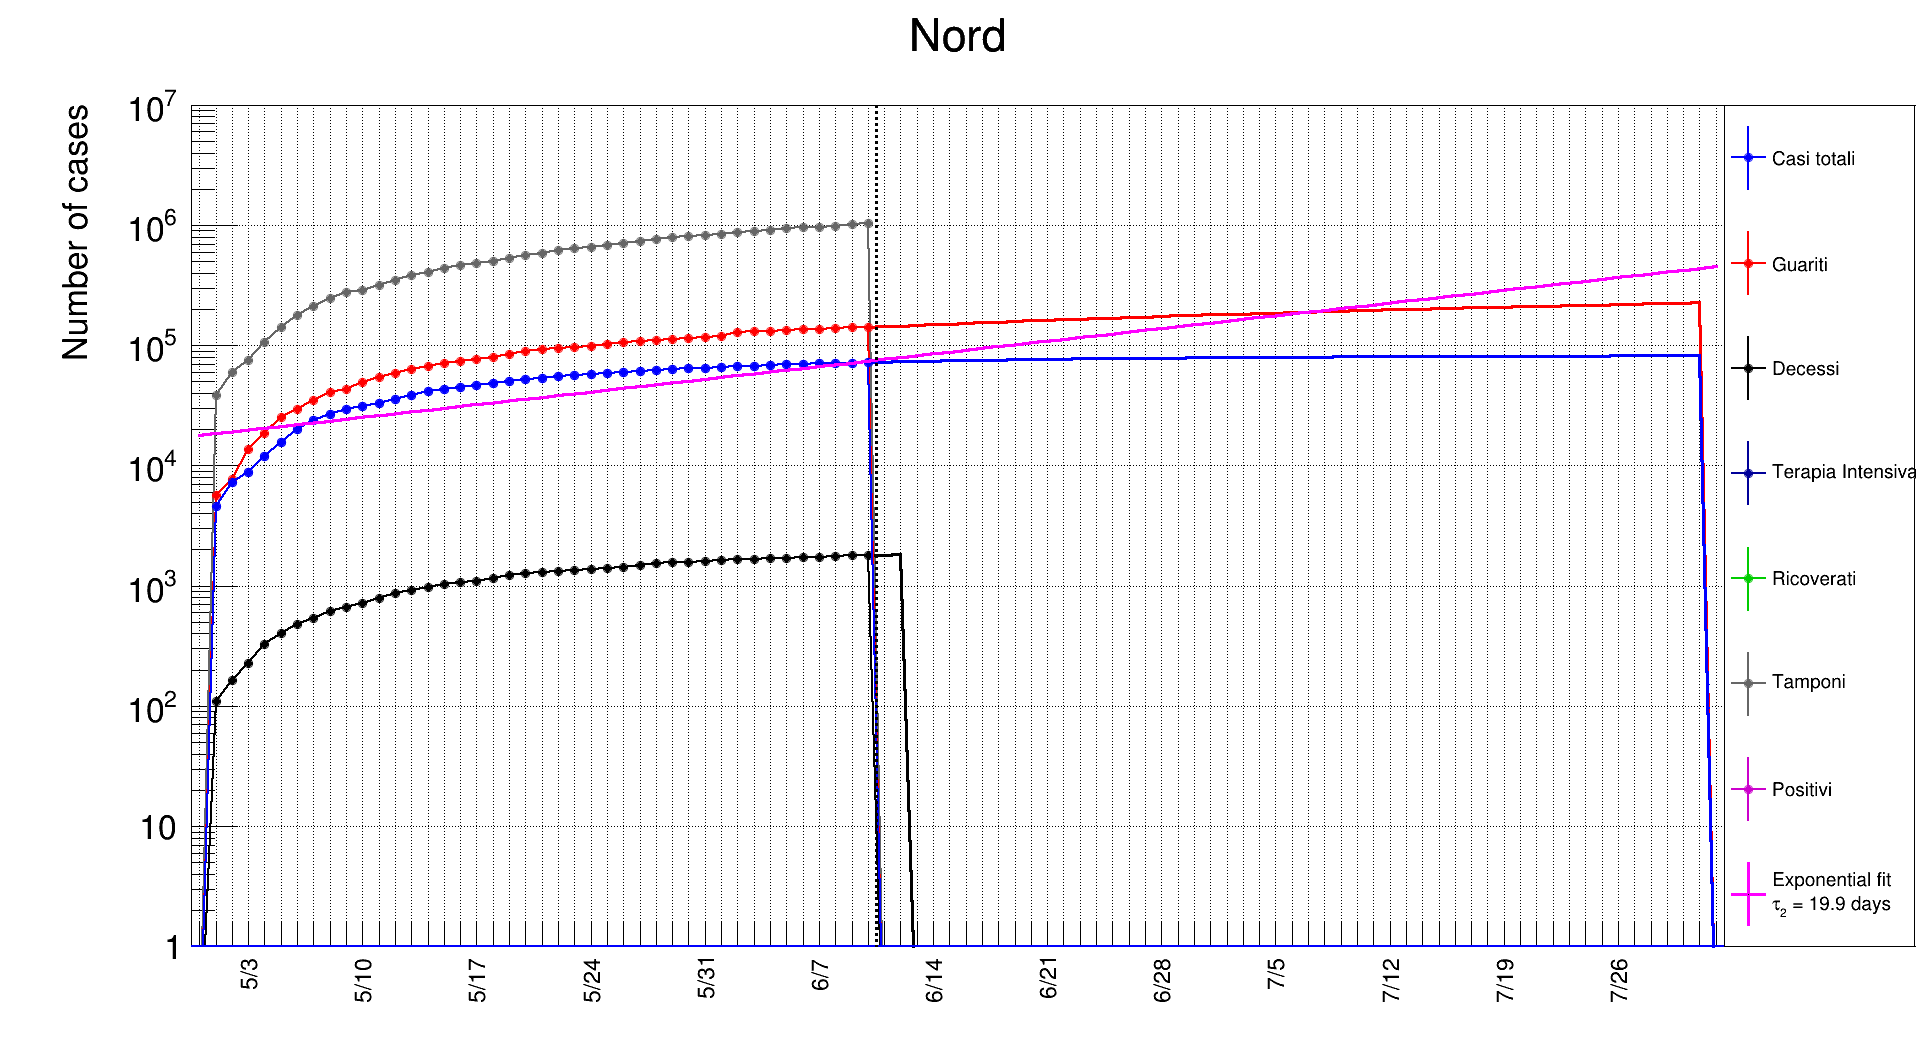 Nord
Number of cases
10^7
10^6
10^5
10^4
10^3
10^2
10
1
5/3
5/10
5/17
5/24
5/31
6/7
6/14
6/21
6/28
7/5
7/12
7/19
7/26
Casi totali
Guariti
Decessi
Terapia Intensiva
Ricoverati
Tamponi
Positivi
Exponential fit
τ_2 = 19.9 days